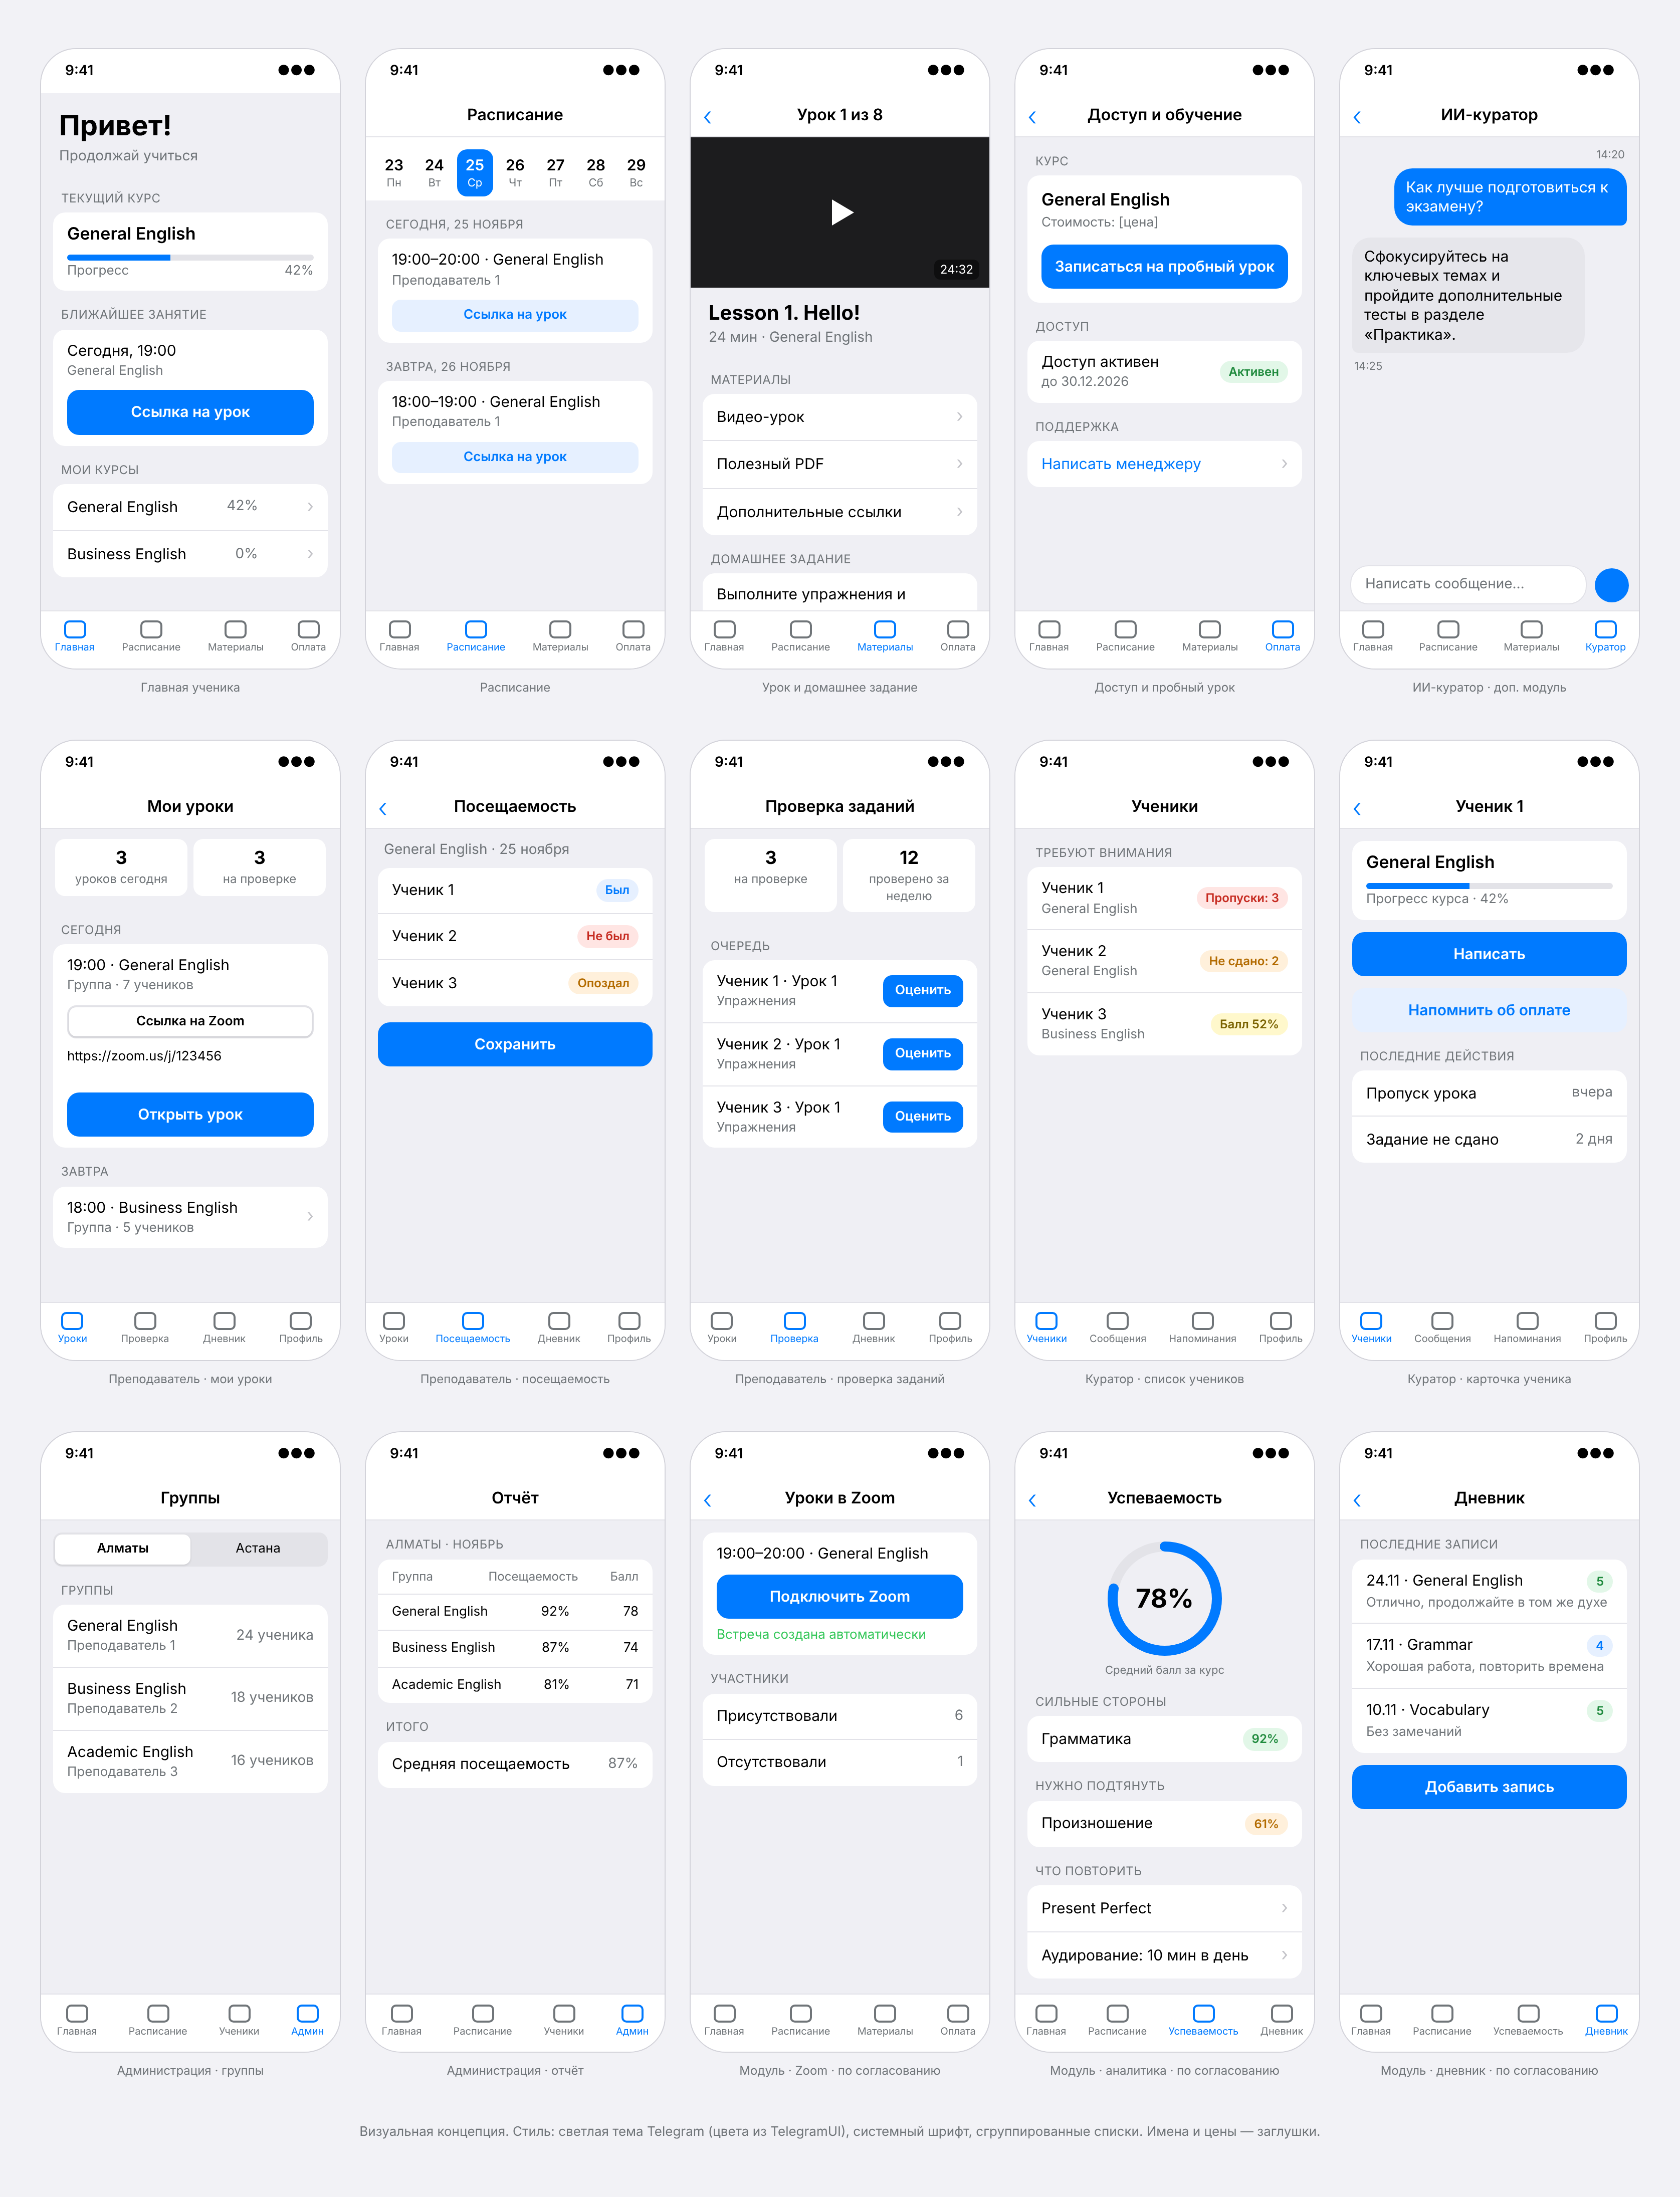 9:41
Привет!
Продолжай учиться
ТЕКУЩИЙ КУРС
General English
Прогресс 42%
БЛИЖАЙШЕЕ ЗАНЯТИЕ
Сегодня, 19:00
General English
Ссылка на урок
МОИ КУРСЫ
General English 42%
Business English 0%
Главная Расписание Материалы Оплата
Главная ученика
9:41
Расписание
23 24 25 26 27 28 29
Пн Вт Ср Чт Пт Сб Вс
СЕГОДНЯ, 25 НОЯБРЯ
19:00–20:00 · General English
Преподаватель 1
Ссылка на урок
ЗАВТРА, 26 НОЯБРЯ
18:00–19:00 · General English
Преподаватель 1
Ссылка на урок
Главная Расписание Материалы Оплата
Расписание
9:41
Урок 1 из 8
24:32
Lesson 1. Hello!
24 мин · General English
МАТЕРИАЛЫ
Видео-урок
Полезный PDF
Дополнительные ссылки
ДОМАШНЕЕ ЗАДАНИЕ
Выполните упражнения и
Главная Расписание Материалы Оплата
Урок и домашнее задание
9:41
Доступ и обучение
КУРС
General English
Стоимость: [цена]
Записаться на пробный урок
ДОСТУП
Доступ активен
до 30.12.2026
Активен
ПОДДЕРЖКА
Написать менеджеру
Главная Расписание Материалы Оплата
Доступ и пробный урок
9:41
ИИ-куратор
14:20
Как лучше подготовиться к
экзамену?
Сфокусируйтесь на
ключевых темах и
пройдите дополнительные
тесты в разделе
«Практика».
14:25
Написать сообщение...
Главная Расписание Материалы Куратор
ИИ-куратор · доп. модуль
9:41
Мои уроки
3 3
уроков сегодня на проверке
СЕГОДНЯ
19:00 · General English
Группа · 7 учеников
Ссылка на Zoom
https://zoom.us/j/123456
Открыть урок
ЗАВТРА
18:00 · Business English
Группа · 5 учеников
Уроки Проверка Дневник Профиль
Преподаватель · мои уроки
9:41
Посещаемость
General English · 25 ноября
Ученик 1 Был
Ученик 2 Не был
Ученик 3 Опоздал
Сохранить
Уроки Посещаемость Дневник Профиль
Преподаватель · посещаемость
9:41
Проверка заданий
3 12
на проверке проверено за
неделю
ОЧЕРЕДЬ
Ученик 1 · Урок 1
Упражнения
Оценить
Ученик 2 · Урок 1
Упражнения
Оценить
Ученик 3 · Урок 1
Упражнения
Оценить
Уроки Проверка Дневник Профиль
Преподаватель · проверка заданий
9:41
Ученики
ТРЕБУЮТ ВНИМАНИЯ
Ученик 1
General English
Пропуски: 3
Ученик 2
General English
Не сдано: 2
Ученик 3
Business English
Балл 52%
Ученики Сообщения Напоминания Профиль
Куратор · список учеников
9:41
Ученик 1
General English
Прогресс курса · 42%
Написать
Напомнить об оплате
ПОСЛЕДНИЕ ДЕЙСТВИЯ
Пропуск урока вчера
Задание не сдано 2 дня
Ученики Сообщения Напоминания Профиль
Куратор · карточка ученика
9:41
Группы
Алматы Астана
ГРУППЫ
General English
Преподаватель 1
24 ученика
Business English
Преподаватель 2
18 учеников
Academic English
Преподаватель 3
16 учеников
Главная Расписание Ученики Админ
Администрация · группы
9:41
Отчёт
АЛМАТЫ · НОЯБРЬ
Группа Посещаемость Балл
General English 92% 78
Business English 87% 74
Academic English 81% 71
ИТОГО
Средняя посещаемость 87%
Главная Расписание Ученики Админ
Администрация · отчёт
9:41
Уроки в Zoom
19:00–20:00 · General English
Подключить Zoom
Встреча создана автоматически
УЧАСТНИКИ
Присутствовали 6
Отсутствовали 1
Главная Расписание Материалы Оплата
Модуль · Zoom · по согласованию
9:41
Успеваемость
78%
Средний балл за курс
СИЛЬНЫЕ СТОРОНЫ
Грамматика 92%
НУЖНО ПОДТЯНУТЬ
Произношение 61%
ЧТО ПОВТОРИТЬ
Present Perfect
Аудирование: 10 мин в день
Главная Расписание Успеваемость Дневник
Модуль · аналитика · по согласованию
9:41
Дневник
ПОСЛЕДНИЕ ЗАПИСИ
24.11 · General English 5
Отлично, продолжайте в том же духе
17.11 · Grammar 4
Хорошая работа, повторить времена
10.11 · Vocabulary 5
Без замечаний
Добавить запись
Главная Расписание Успеваемость Дневник
Модуль · дневник · по согласованию
Визуальная концепция. Стиль: светлая тема Telegram (цвета из TelegramUI), системный шрифт, сгруппированные списки. Имена и цены — заглушки.